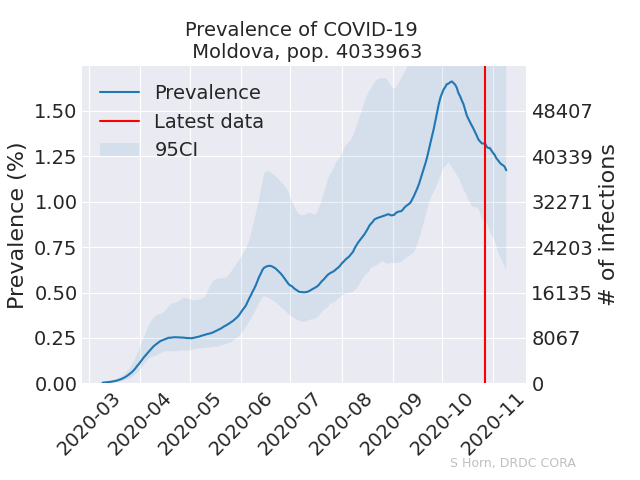 Prevalence of COVID-19
Moldova, pop. 4033963
Prevalence
Latest data
95CI
Prevalence (%)
1.50
1.25
1.00
0.75
0.50
0.25
0.00
48407
40339
32271
24203
16135
8067
0
# of infections
2020-03
2020-04
2020-05
2020-06
2020-07
2020-08
2020-09
2020-10
2020-11
S Horn, DRDC CORA